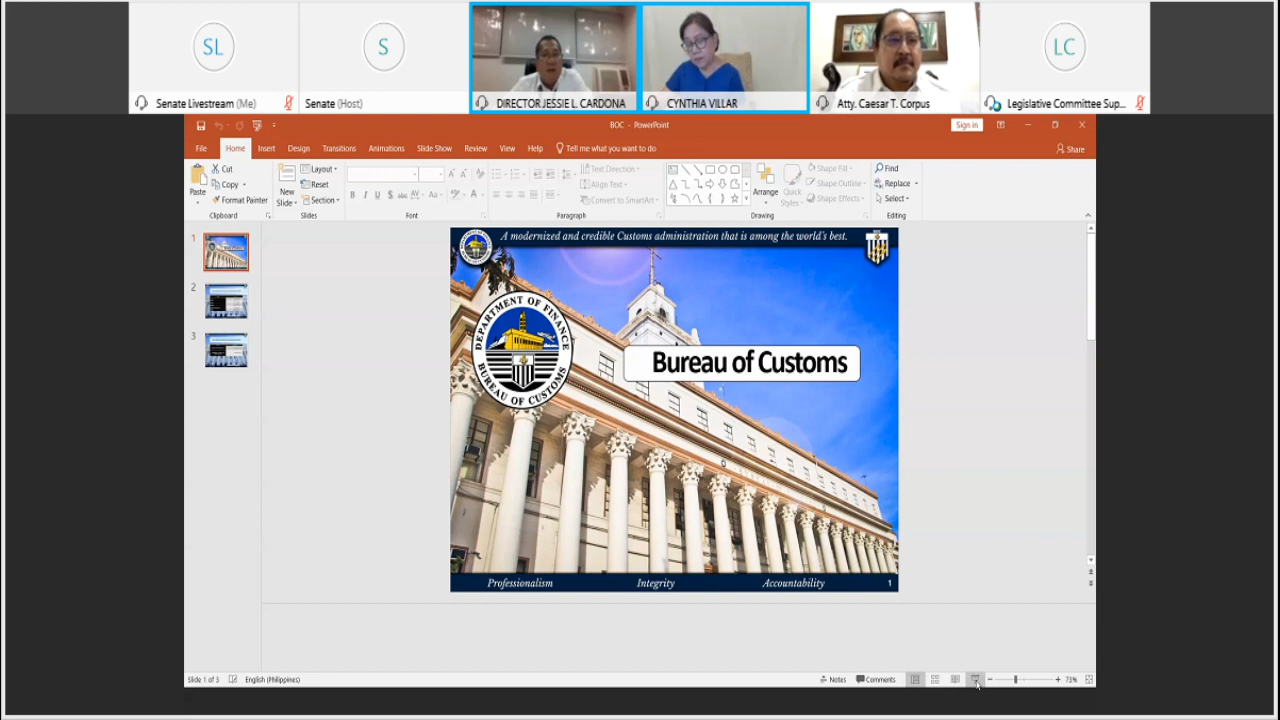 SL
S
LC
Senate Livestream (Me)
Senate (Host)
DIRECTOR JESSIE L. CARDONA
CYNTHIA VILLAR
Atty. Caesar T. Corpus
Legislative Committee Sup...
BOC - PowerPoint
Sign in
File Home Insert Design Transitions Animations Slide Show Review View Help Tell me what you want to do
Share
Paste
Cut
Copy
Format Painter
Clipboard
New
Slide
Layout
Reset
Section
Slides
Font
Text Direction
Align Text
Convert to SmartArt
Paragraph
Arrange
Quick
Styles
Shape Fill
Shape Outline
Shape Effects
Drawing
Find
Replace
Select
Editing
1
2
3
A modernized and credible Customs administration that is among the world's best.
DEPARTMENT OF FINANCE
BUREAU OF CUSTOMS
Bureau of Customs
Professionalism Integrity Accountability 1
Slide 1 of 3 English (Philippines) Notes Comments 73%